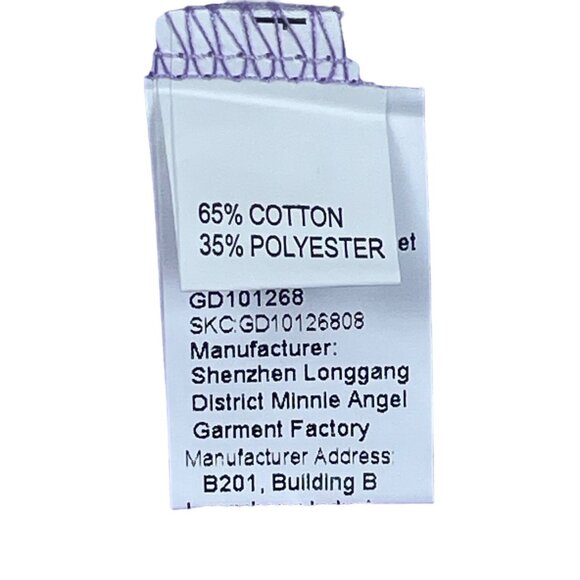 65% COTTON
35% POLYESTER
et
GD101268
SKC:GD10126808
Manufacturer:
Shenzhen Longgang
District Minnie Angel
Garment Factory
Manufacturer Address:
B201, Building B